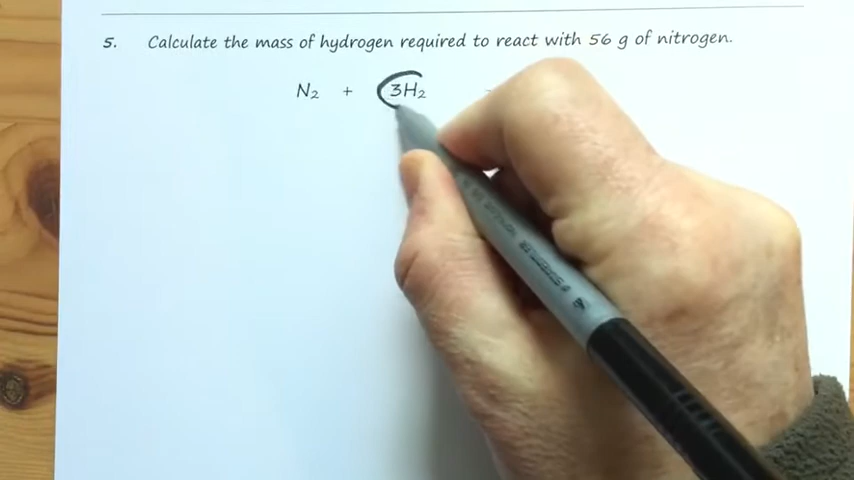 5. Calculate the mass of hydrogen required to react with 56 g of nitrogen.
N₂ + 3H₂